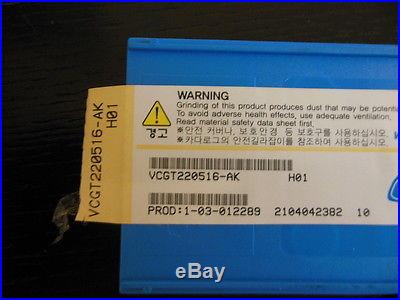 WARNING
Grinding of this product produces dust that may be potentia
To avoid adverse health effects, use adequate ventilation.
Read material safety data sheet first.
경고
※안전 커버나, 보호안경 등 보호구를 사용하십시오.
※카다로그의 안전길라잡이를 참조하십시오.
VCGT220516-AK H01
VCGT220516-AK H01
PROD:1-03-012289 2104042382 10
Sid.de